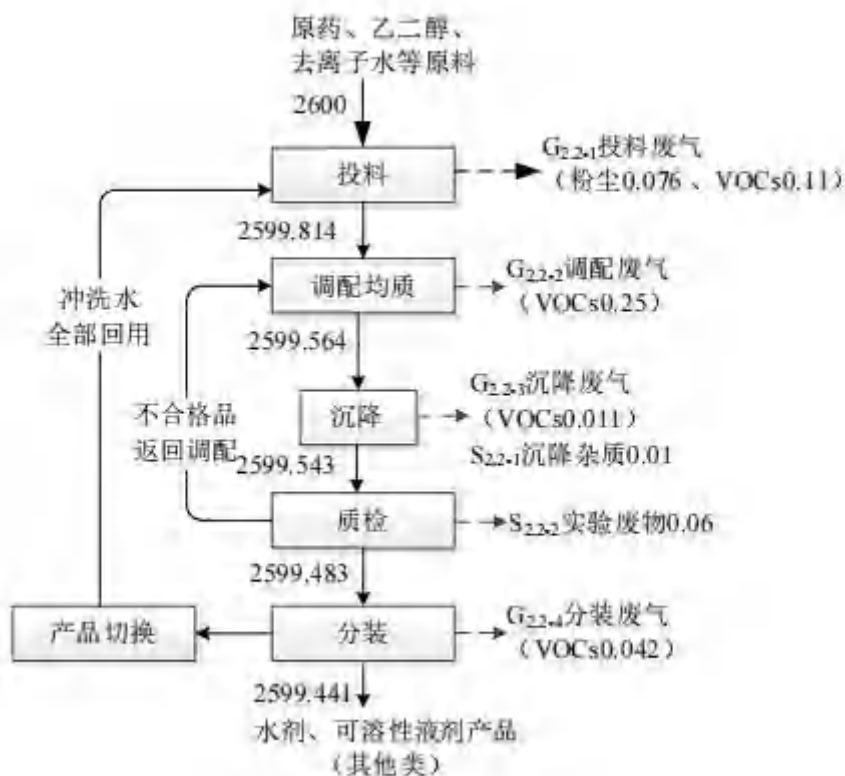 原药、乙二醇、
去离子水等原料
2600
投料
G2.2-1投料废气
（粉尘0.076 、VOCs0.11）
2599.814
调配均质
G2.2-2调配废气
（VOCs0.25）
冲洗水
全部回用
2599.564
沉降
G2.2-3沉降废气
（VOCs0.011）
S2.2-1沉降杂质0.01
不合格品
返回调配
2599.543
质检
S2.2-2实验废物0.06
2599.483
产品切换
分装
G2.2-4分装废气
（VOCs0.042）
2599.441
水剂、可溶性液剂产品
（其他类）